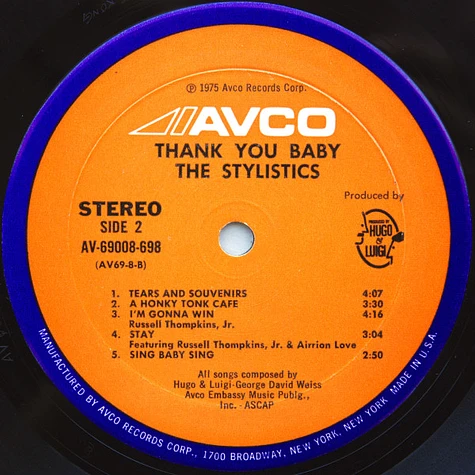 ℗ 1975 Avco Records Corp.
AVCO
THANK YOU BABY
THE STYLISTICS
Produced by
PRODUCED BY
HUGO
&
LUIGI
STEREO
SIDE 2
AV-69008-698
(AV69-8-B)
1. TEARS AND SOUVENIRS 4:07
2. A HONKY TONK CAFE 3:30
3. I'M GONNA WIN 4:16
Russell Thompkins, Jr.
4. STAY 3:04
Featuring Russell Thompkins, Jr. & Airrion Love
5. SING BABY SING 2:50
All songs composed by
Hugo & Luigi-George David Weiss
Avco Embassy Music Publg.,
Inc. - ASCAP
MANUFACTURED BY AVCO RECORDS CORP., 1700 BROADWAY, NEW YORK, NEW YORK MADE IN U.S.A.